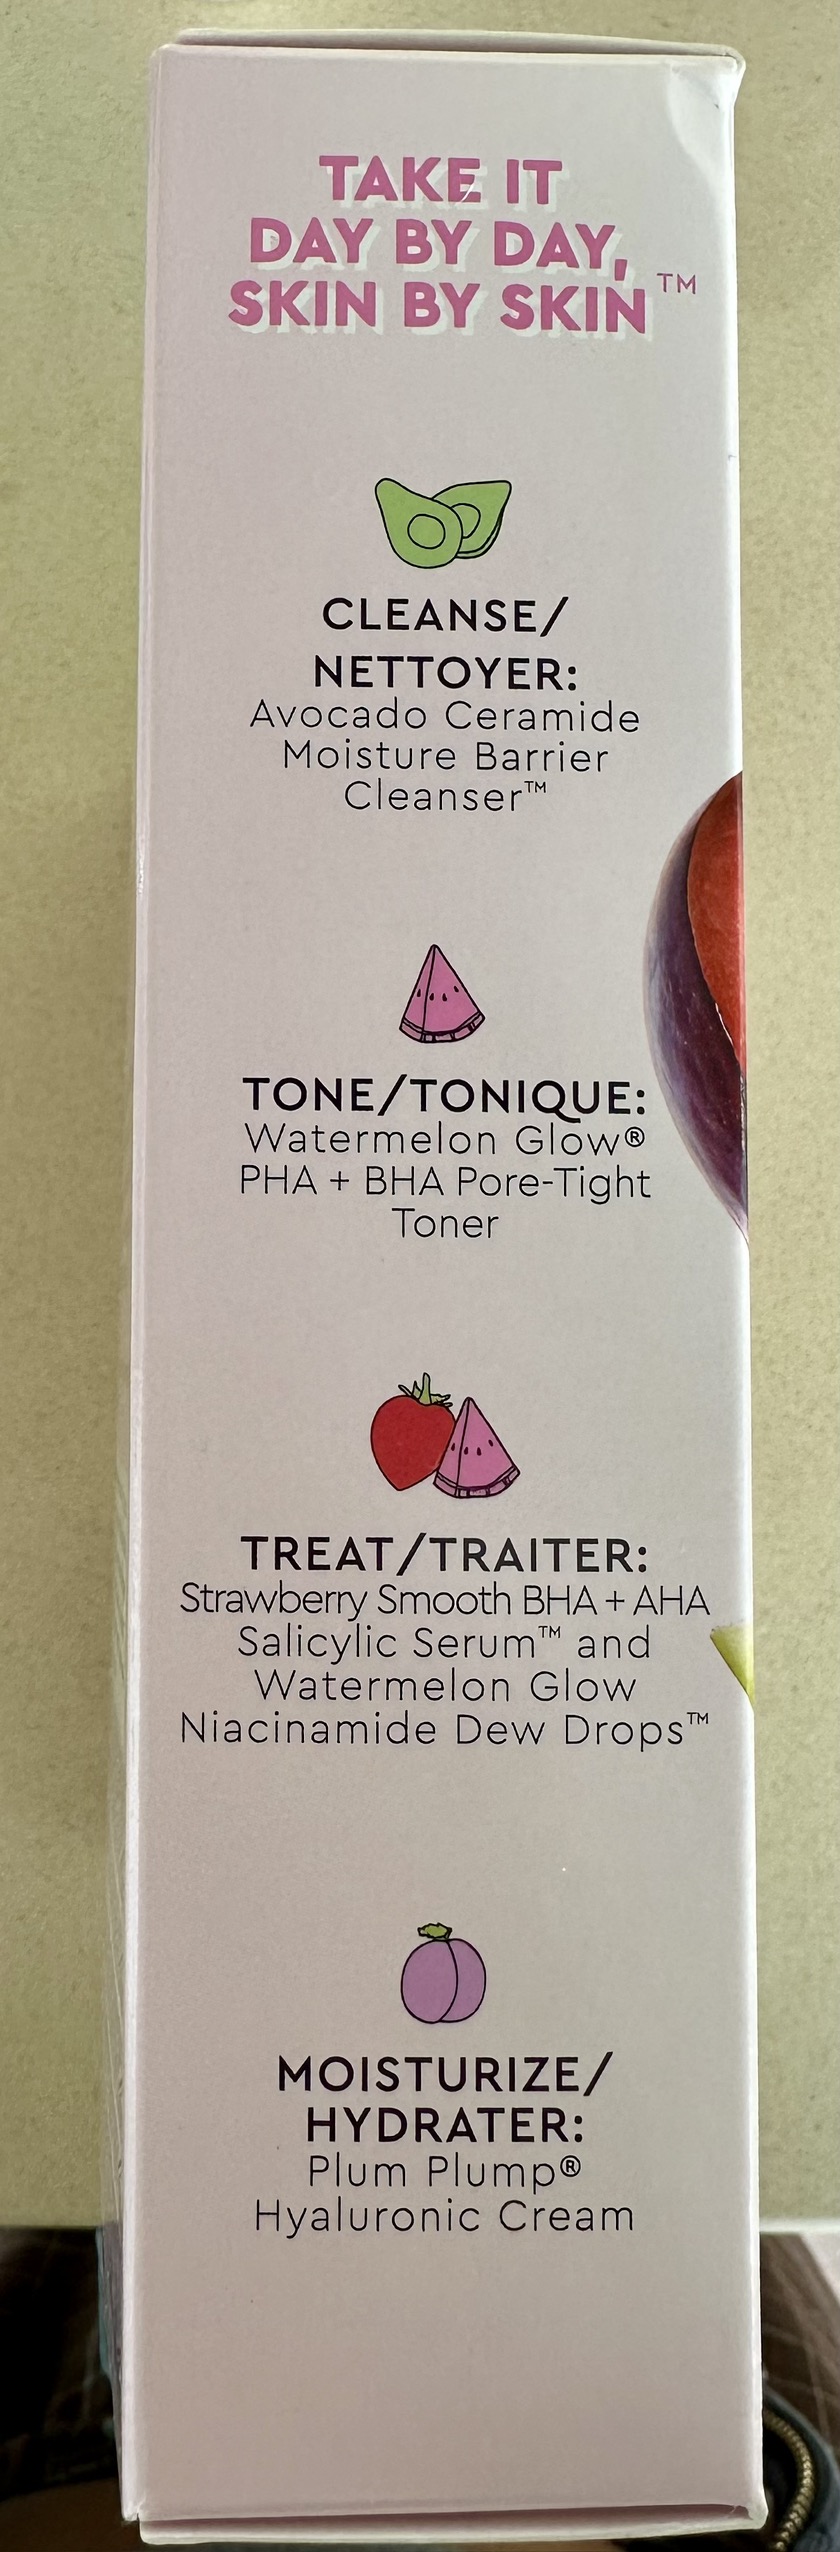 TAKE IT
DAY BY DAY,
SKIN BY SKIN™
CLEANSE/
NETTOYER:
Avocado Ceramide
Moisture Barrier
Cleanser™
TONE/TONIQUE:
Watermelon Glow®
PHA + BHA Pore-Tight
Toner
TREAT/TRAITER:
Strawberry Smooth BHA + AHA
Salicylic Serum™ and
Watermelon Glow
Niacinamide Dew Drops™
MOISTURIZE/
HYDRATER:
Plum Plump®
Hyaluronic Cream